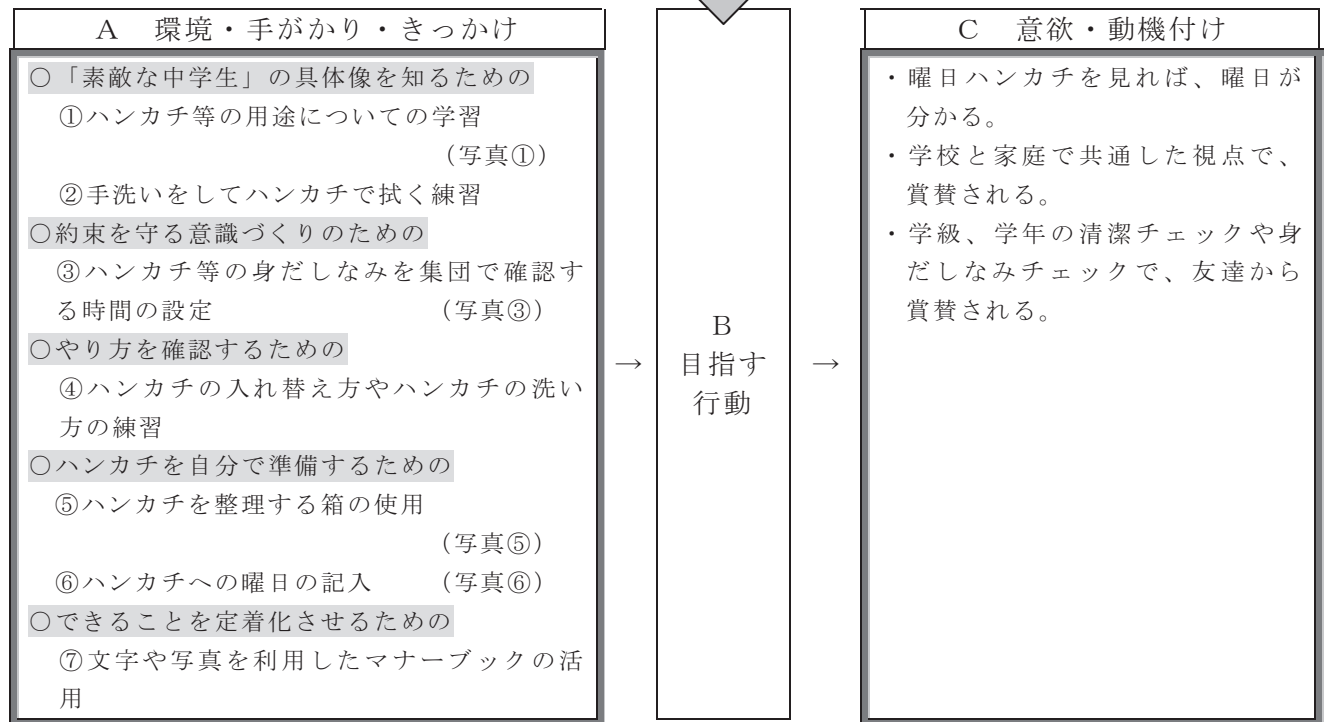 A 環境・手がかり・きっかけ
○「素敵な中学生」の具体像を知るための
①ハンカチ等の用途についての学習
(写真①)
②手洗いをしてハンカチで拭く練習
○約束を守る意識づくりのための
③ハンカチ等の身だしなみを集団で確認す
る時間の設定 (写真③)
○やり方を確認するための
④ハンカチの入れ替え方やハンカチの洗い
方の練習
○ハンカチを自分で準備するための
⑤ハンカチを整理する箱の使用
(写真⑤)
⑥ハンカチへの曜日の記入 (写真⑥)
○できることを定着化させるための
⑦文字や写真を利用したマナーブックの活
用
→
B
目指す
行動
→
C 意欲・動機付け
・曜日ハンカチを見れば、曜日が
分かる。
・学校と家庭で共通した視点で、
賞賛される。
・学級、学年の清潔チェックや身
だしなみチェックで、友達から
賞賛される。